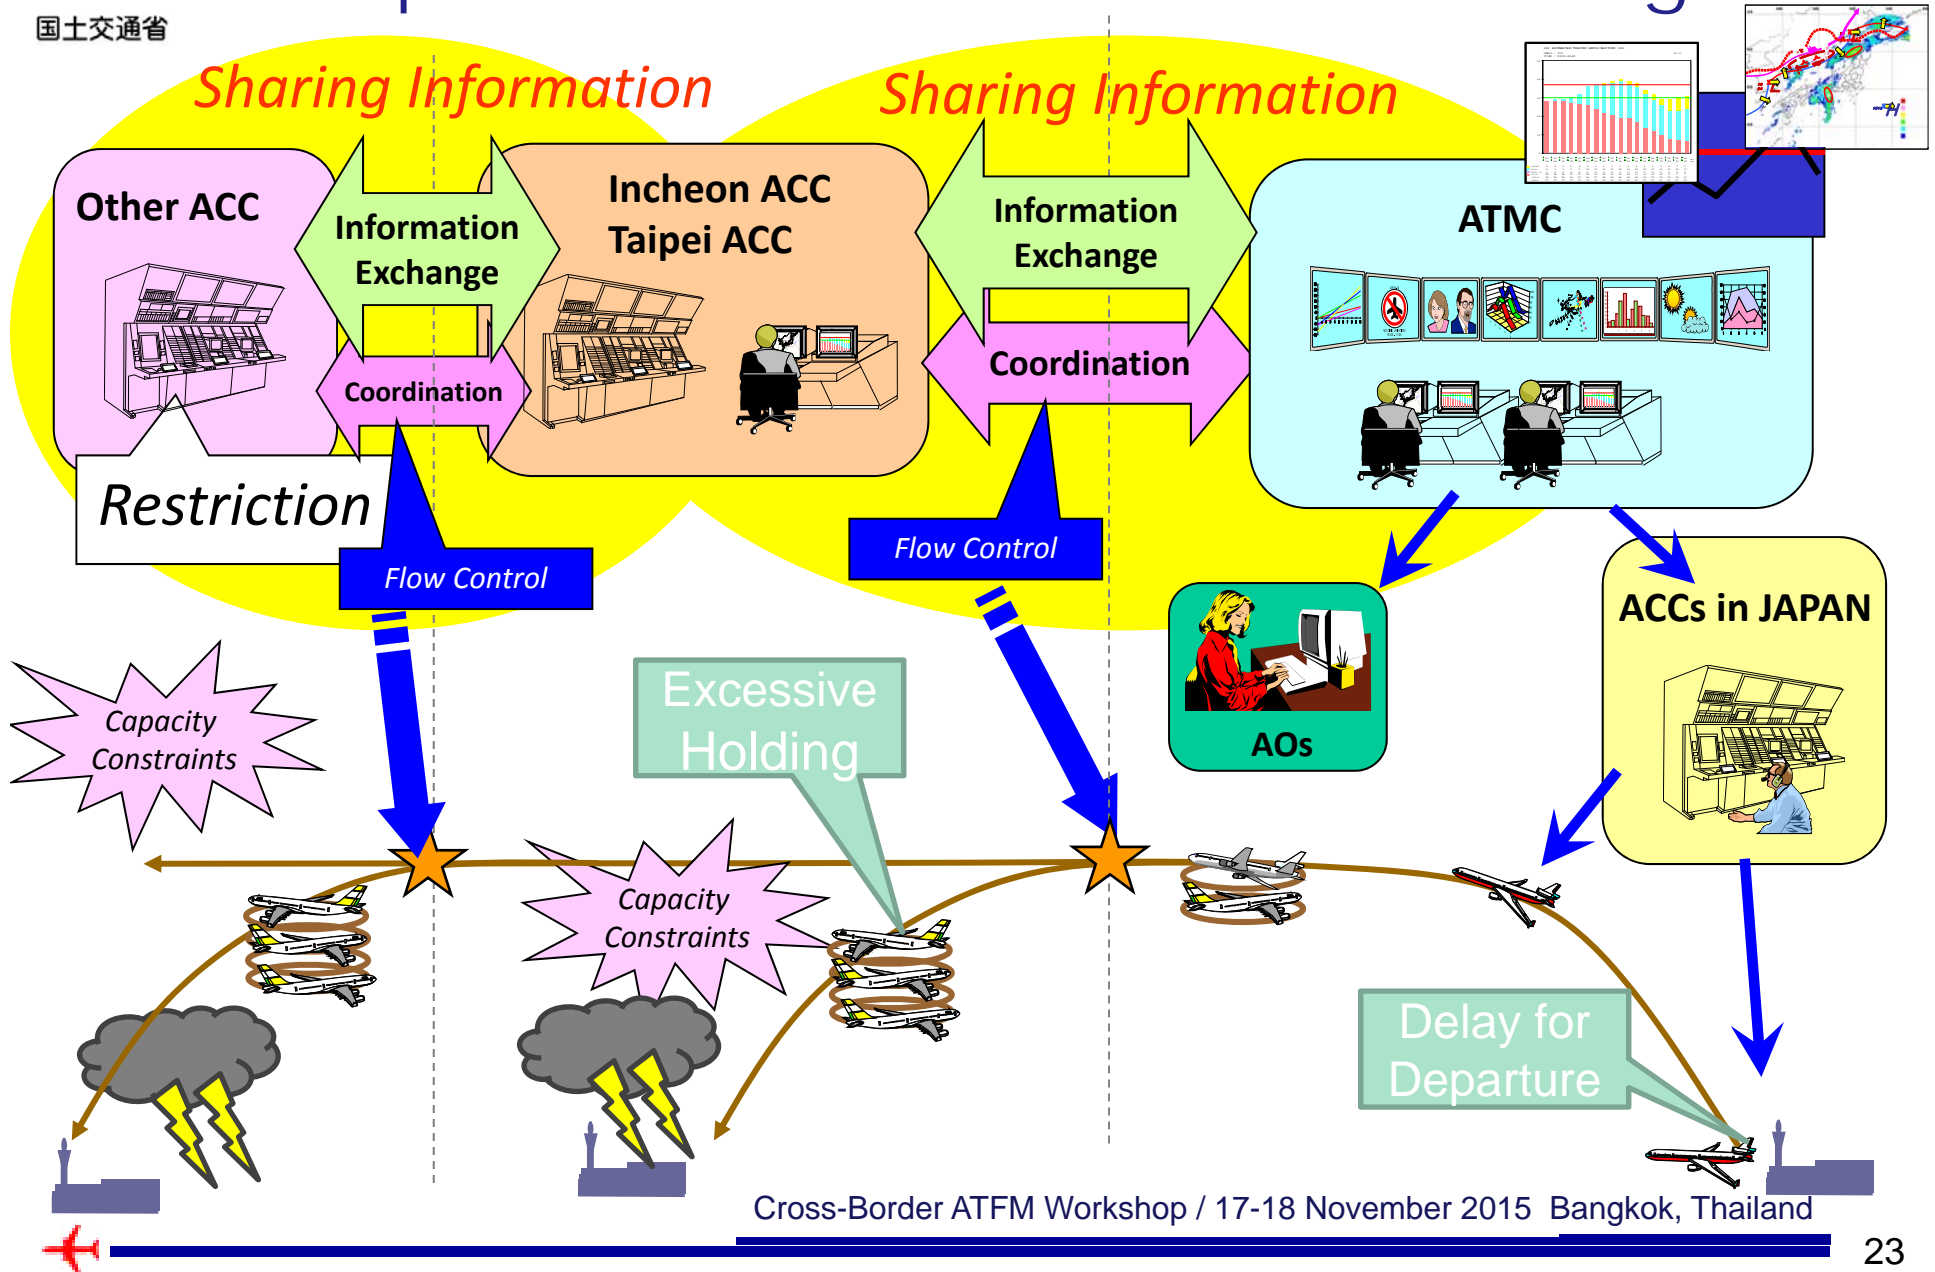 国土交通省
Sharing Information
Sharing Information
Other ACC
Information
Exchange
Incheon ACC
Taipei ACC
Information
Exchange
ATMC
Coordination
Coordination
Restriction
Flow Control
Flow Control
ACCs in JAPAN
AOs
Capacity
Constraints
Excessive
Holding
Capacity
Constraints
Delay for
Departure
Cross-Border ATFM Workshop / 17-18 November 2015 Bangkok, Thailand
23